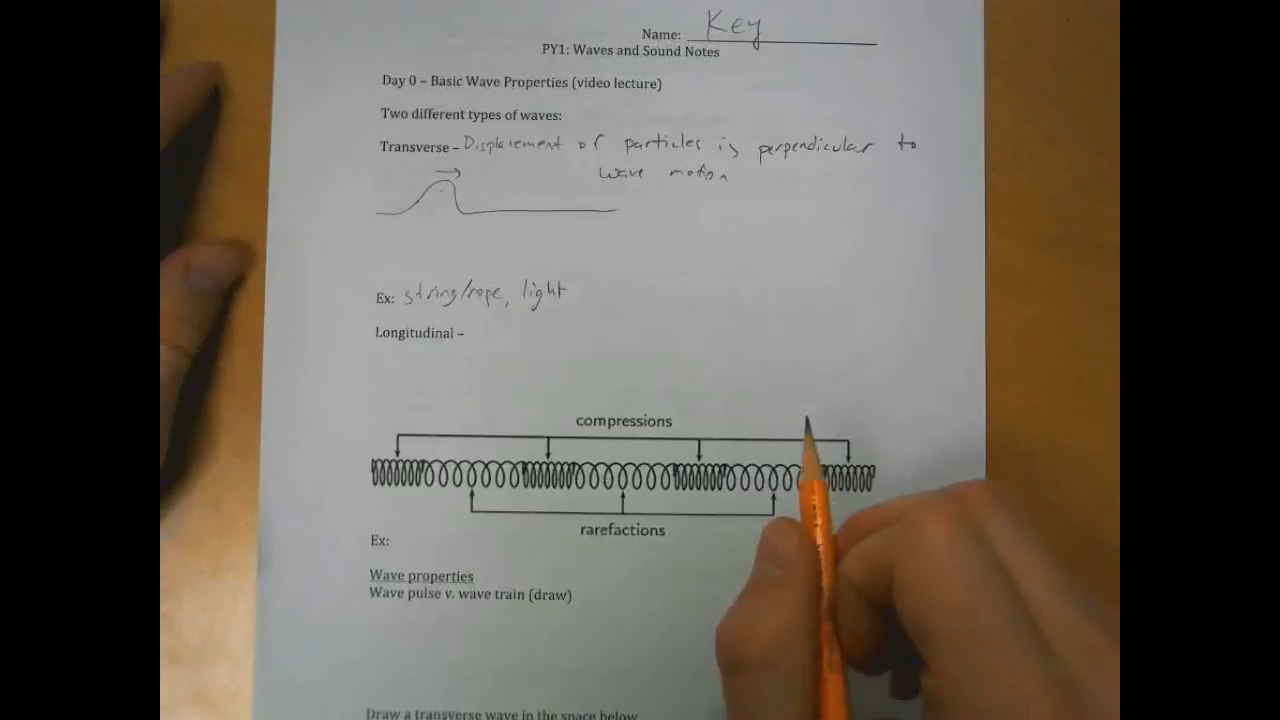 Name: Key
PY1: Waves and Sound Notes
Day 0 – Basic Wave Properties (video lecture)
Two different types of waves:
Transverse – Displacement of particles is perpendicular to
wave motion
Ex: string/rope, light
Longitudinal –
compressions
rarefactions
Ex:
Wave properties
Wave pulse v. wave train (draw)
Draw a transverse wave in the space below